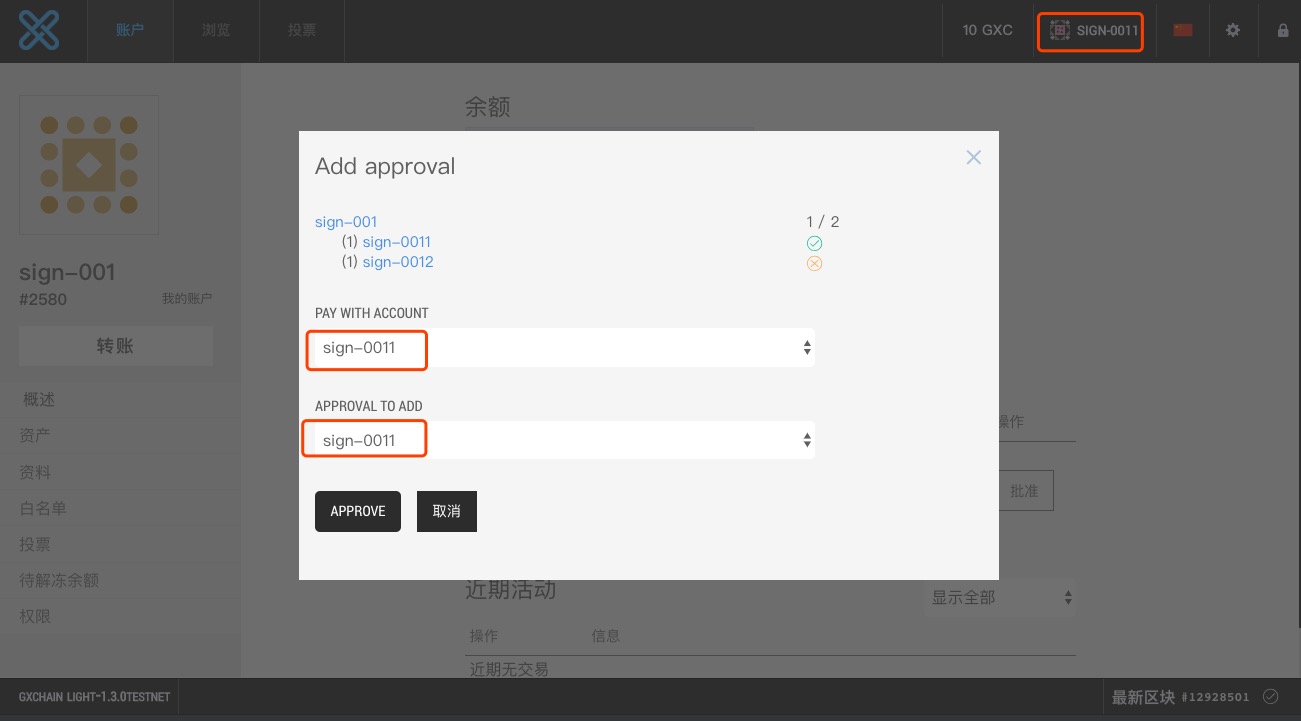 账户
浏览
投票
10 GXC
SIGN-0011
余额
Add approval
sign-001
1 / 2
(1) sign-0011
(1) sign-0012
PAY WITH ACCOUNT
sign-0011
APPROVAL TO ADD
sign-0011
APPROVE
取消
sign-001
#2580
我的账户
转账
概述
资产
资料
白名单
投票
待解冻余额
权限
操作
批准
近期活动
显示全部
操作
信息
近期无交易
GXCHAIN LIGHT-1.3.0TESTNET
最新区块 #12928501